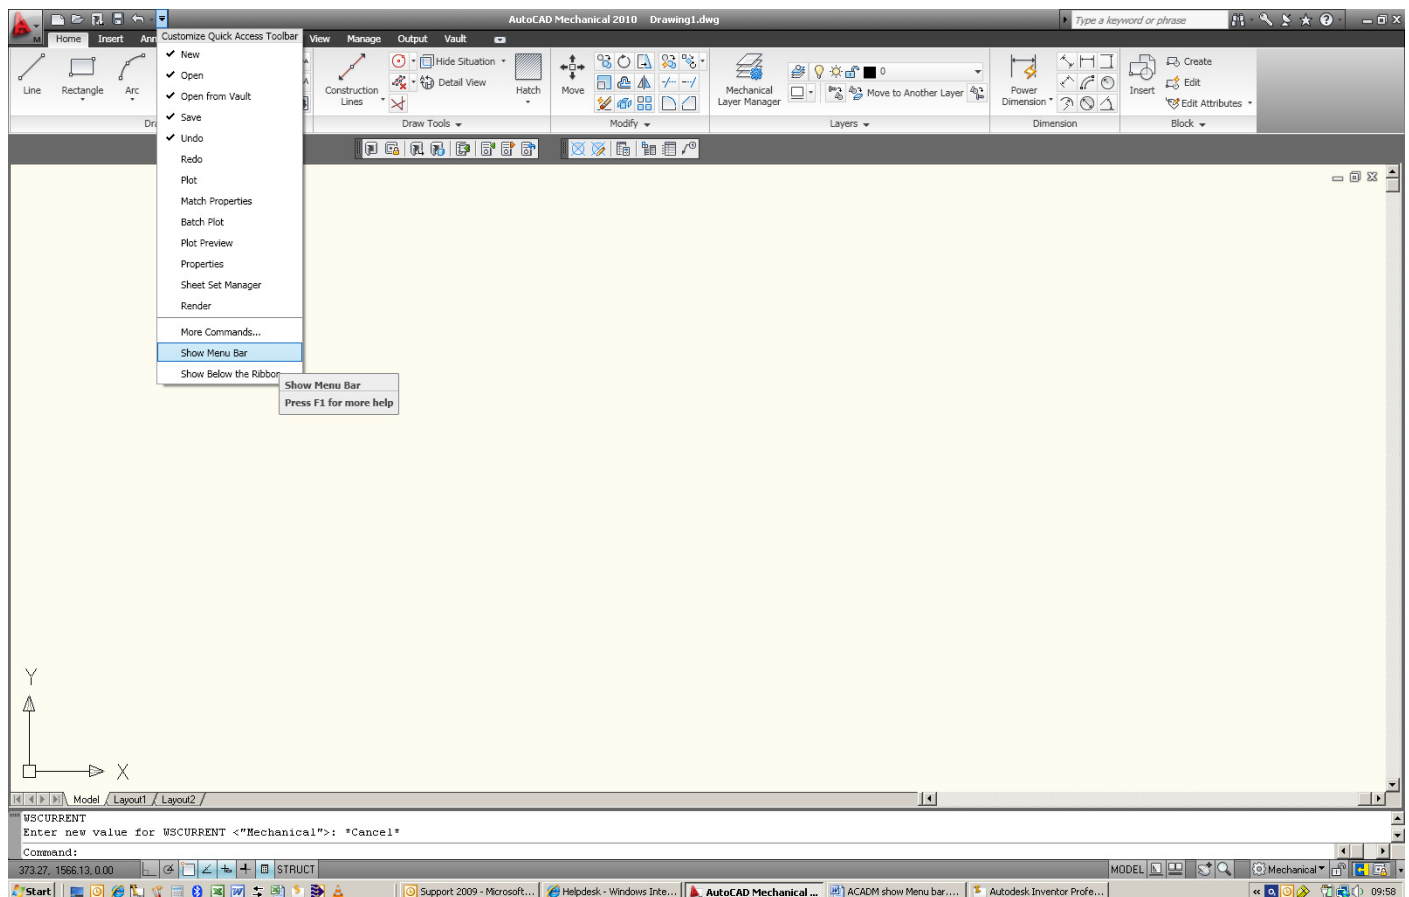 AutoCAD Mechanical 2010 Drawing1.dwg
Type a keyword or phrase
M
Home Insert Ann View Manage Output Vault
Customize Quick Access Toolbar
New
Open
Open from Vault
Save
Undo
Redo
Plot
Match Properties
Batch Plot
Plot Preview
Properties
Sheet Set Manager
Render
More Commands...
Show Menu Bar
Show Below the Ribbon
Show Menu Bar
Press F1 for more help
Line Rectangle Arc
Dr
Construction Lines
Hide Situation
Detail View
Hatch
Draw Tools
Move
Modify
Mechanical Layer Manager
0
Move to Another Layer
Layers
Power Dimension
Dimension
Insert
Create
Edit
Edit Attributes
Block
Y
X
Model Layout1 Layout2
WSCURRENT
Enter new value for WSCURRENT <"Mechanical">: *Cancel*
Command:
373.27, 1566.13, 0.00 STRUCT MODEL Mechanical
Start Support 2009 - Microsoft... Helpdesk - Windows Inte... AutoCAD Mechanical ... ACADM show Menu bar.... Autodesk Inventor Profe... 09:58